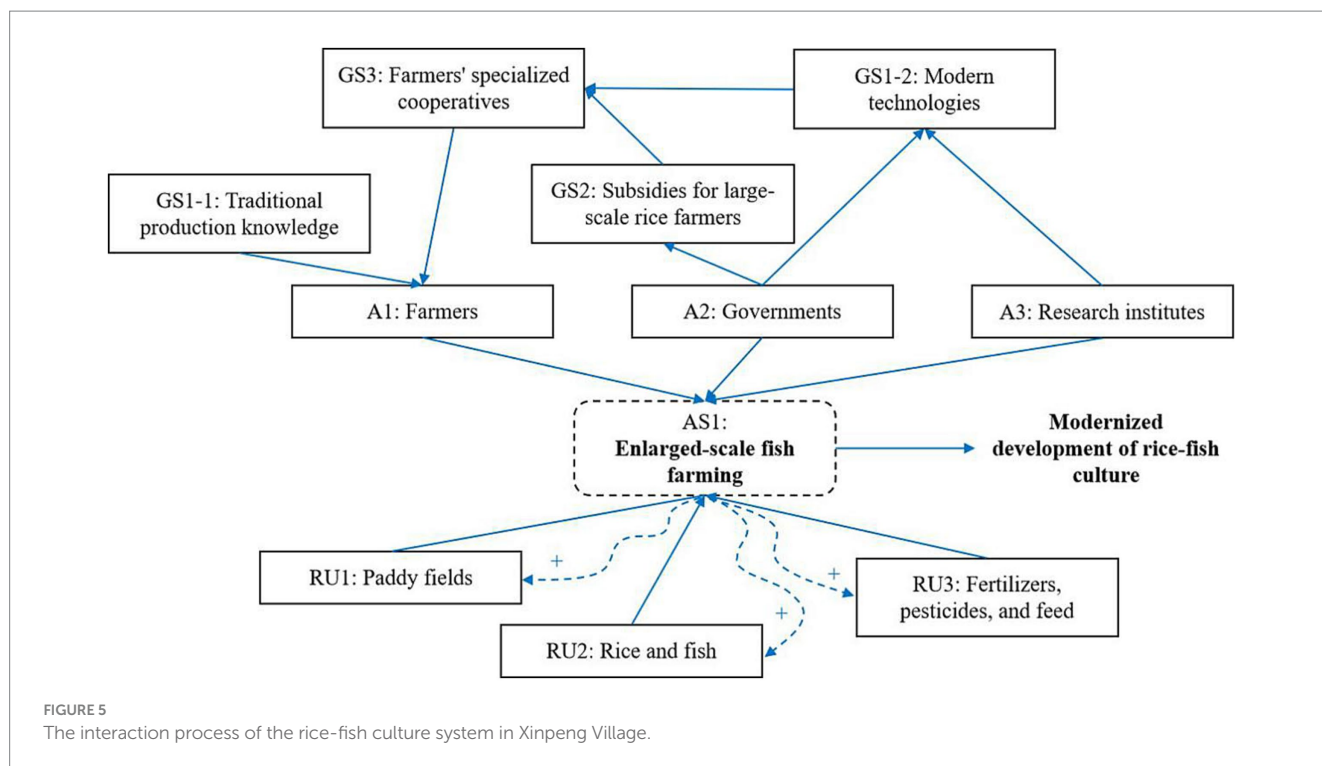 GS3: Farmers' specialized
cooperatives
GS1-2: Modern
technologies
GS1-1: Traditional
production knowledge
GS2: Subsidies for large-
scale rice farmers
A1: Farmers
A2: Governments
A3: Research institutes
AS1:
Enlarged-scale fish
farming
Modernized
development of rice-fish
culture
RU1: Paddy fields
+
+
+
RU2: Rice and fish
RU3: Fertilizers,
pesticides, and feed
FIGURE 5
The interaction process of the rice-fish culture system in Xinpeng Village.